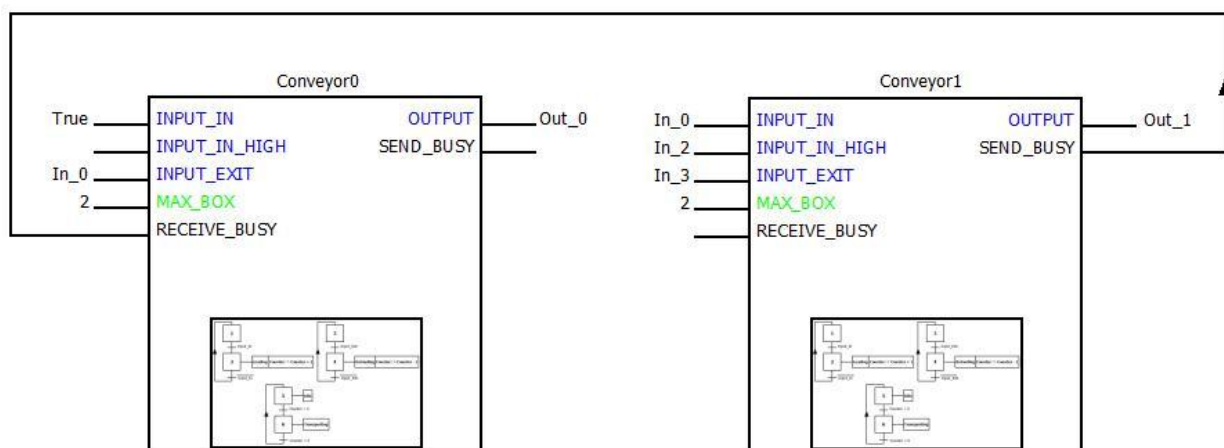 Conveyor0
True
INPUT_IN
OUTPUT
Out_0
INPUT_IN_HIGH
SEND_BUSY
In_0
INPUT_EXIT
2
MAX_BOX
RECEIVE_BUSY
Conveyor1
In_0
INPUT_IN
OUTPUT
Out_1
In_2
INPUT_IN_HIGH
SEND_BUSY
In_3
INPUT_EXIT
2
MAX_BOX
RECEIVE_BUSY